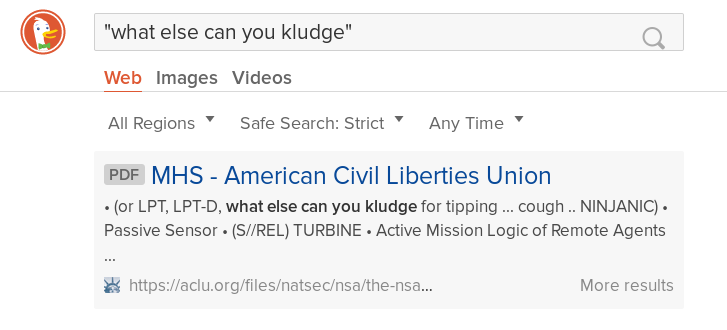 "what else can you kludge"
Web Images Videos
All Regions Safe Search: Strict Any Time
PDF MHS - American Civil Liberties Union
• (or LPT, LPT-D, what else can you kludge for tipping ... cough .. NINJANIC) •
Passive Sensor • (S//REL) TURBINE • Active Mission Logic of Remote Agents
...
https://aclu.org/files/natsec/nsa/the-nsa... More results